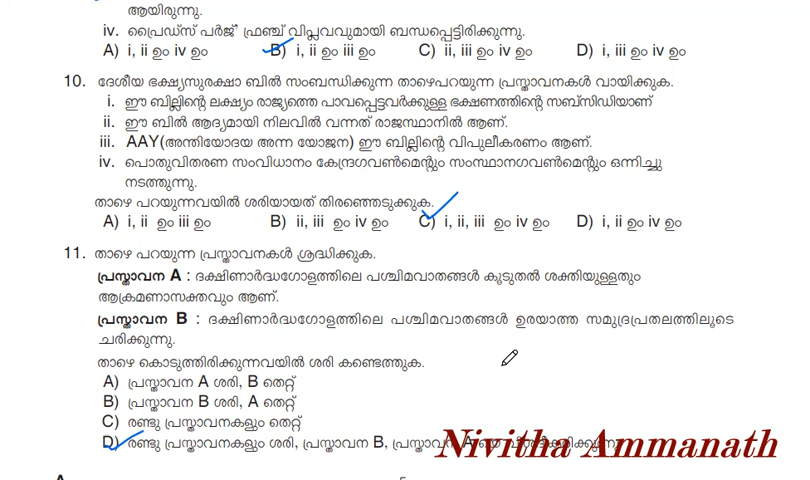 ആയിരുന്നു.
iv. പ്രൈഡ്സ് പർജ് ഫ്രഞ്ച് വിപ്ലവവുമായി ബന്ധപ്പെട്ടിരിക്കുന്നു.
A) i, ii ഉം iv ഉം B) i, ii ഉം iii ഉം C) ii, iii ഉം iv ഉം D) i, iii ഉം iv ഉം
10. ദേശീയ ഭക്ഷ്യസുരക്ഷാ ബിൽ സംബന്ധിക്കുന്ന താഴെപറയുന്ന പ്രസ്താവനകൾ വായിക്കുക.
i. ഈ ബില്ലിന്റെ ലക്ഷ്യം രാജ്യത്തെ പാവപ്പെട്ടവർക്കുള്ള ഭക്ഷണത്തിന്റെ സബ്സിഡിയാണ്
ii. ഈ ബിൽ ആദ്യമായി നിലവിൽ വന്നത് രാജസ്ഥാനിൽ ആണ്.
iii. AAY(അന്തിയോദയ അന്ന യോജന) ഈ ബില്ലിന്റെ വിപുലീകരണം ആണ്.
iv. പൊതുവിതരണ സംവിധാനം കേന്ദ്രഗവൺമെന്റും സംസ്ഥാനഗവൺമെന്റും ഒന്നിച്ചു
നടത്തുന്നു.
താഴെ പറയുന്നവയിൽ ശരിയായത് തിരഞ്ഞെടുക്കുക.
A) i, ii ഉം iii ഉം B) ii, iii ഉം iv ഉം C) i, ii, iii ഉം iv ഉം D) i, ii ഉം iv ഉം
11. താഴെ പറയുന്ന പ്രസ്താവനകൾ ശ്രദ്ധിക്കുക.
പ്രസ്താവന A : ദക്ഷിണാർദ്ധഗോളത്തിലെ പശ്ചിമവാതങ്ങൾ കൂടുതൽ ശക്തിയുള്ളതും
ആക്രമണാസക്തവും ആണ്.
പ്രസ്താവന B : ദക്ഷിണാർദ്ധഗോളത്തിലെ പശ്ചിമവാതങ്ങൾ ഉരയാത്ത സമുദ്രപ്രതലത്തിലൂടെ
ചരിക്കുന്നു.
താഴെ കൊടുത്തിരിക്കുന്നവയിൽ ശരി കണ്ടെത്തുക.
A) പ്രസ്താവന A ശരി, B തെറ്റ്
B) പ്രസ്താവന B ശരി, A തെറ്റ്
C) രണ്ടു പ്രസ്താവനകളും തെറ്റ്
D) രണ്ടു പ്രസ്താവനകളും ശരി, പ്രസ്താവന B, പ്രസ്താവന
Nivitha Ammanath